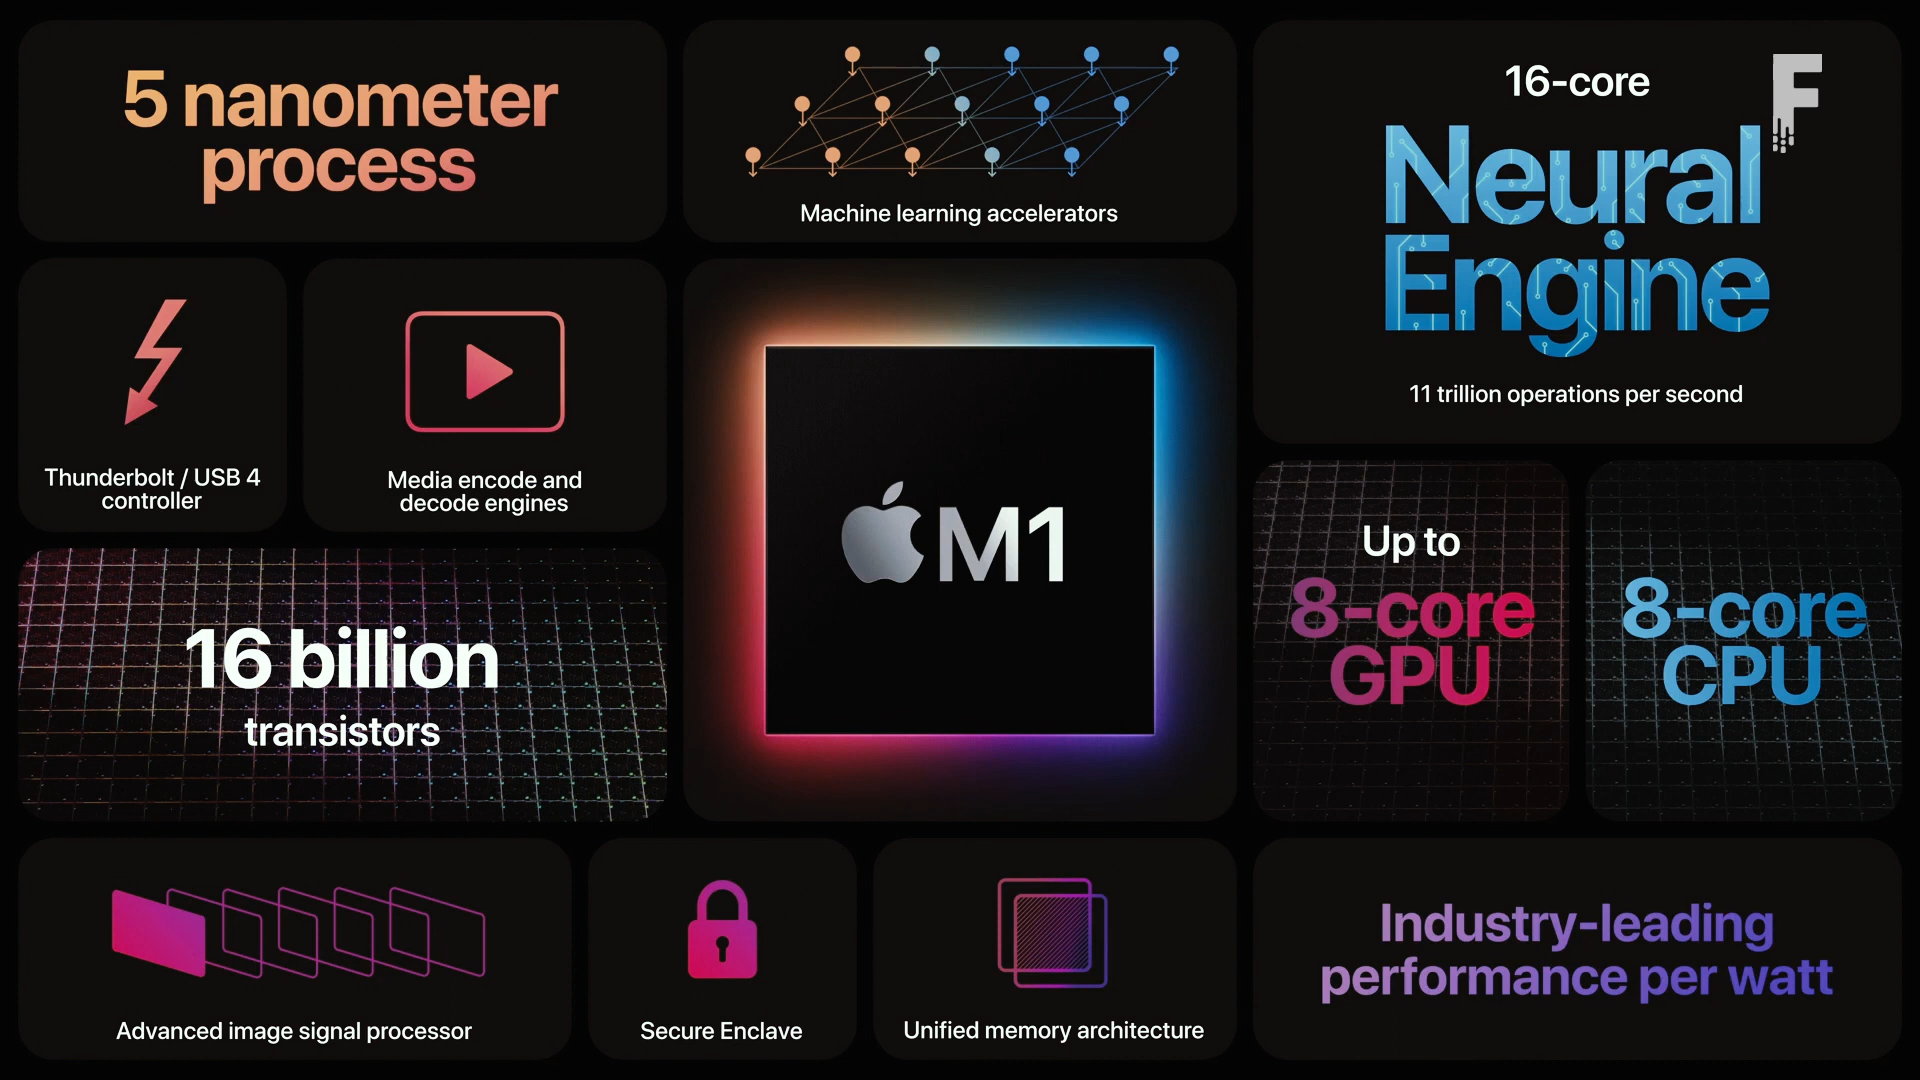 5 nanometer
process
Machine learning accelerators
16-core
Neural
Engine
11 trillion operations per second
F
Thunderbolt / USB 4
controller
Media encode and
decode engines
M1
16 billion
transistors
Up to
8-core
GPU
8-core
CPU
Advanced image signal processor
Secure Enclave
Unified memory architecture
Industry-leading
performance per watt